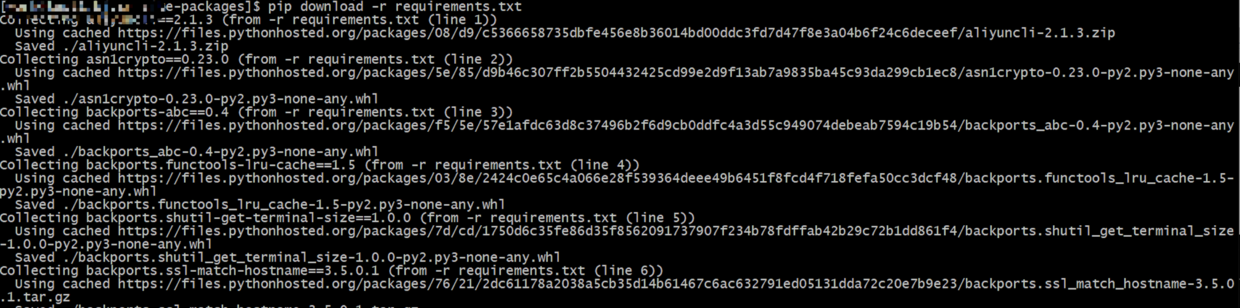 e-packages]$ pip download -r requirements.txt
Collecting ==2.1.3 (from -r requirements.txt (line 1))
Using cached https://files.pythonhosted.org/packages/08/d9/c5366658735dbfe456e8b36014bd00ddc3fd7d47f8e3a04b6f24c6deceef/aliyuncli-2.1.3.zip
Saved ./aliyuncli-2.1.3.zip
Collecting asn1crypto==0.23.0 (from -r requirements.txt (line 2))
Using cached https://files.pythonhosted.org/packages/5e/85/d9b46c307ff2b5504432425cd99e2d9f13ab7a9835ba45c93da299cb1ec8/asn1crypto-0.23.0-py2.py3-none-any
.whl
Saved ./asn1crypto-0.23.0-py2.py3-none-any.whl
Collecting backports-abc==0.4 (from -r requirements.txt (line 3))
Using cached https://files.pythonhosted.org/packages/f5/5e/57e1afdc63d8c37496b2f6d9cb0ddfc4a3d55c949074debeab7594c19b54/backports_abc-0.4-py2.py3-none-any
.whl
Saved ./backports_abc-0.4-py2.py3-none-any.whl
Collecting backports.functools-lru-cache==1.5 (from -r requirements.txt (line 4))
Using cached https://files.pythonhosted.org/packages/03/8e/2424c0e65c4a066e28f539364deee49b6451f8fcd4f718fefa50cc3dcf48/backports.functools_lru_cache-1.5-
py2.py3-none-any.whl
Saved ./backports.functools_lru_cache-1.5-py2.py3-none-any.whl
Collecting backports.shutil-get-terminal-size==1.0.0 (from -r requirements.txt (line 5))
Using cached https://files.pythonhosted.org/packages/7d/cd/1750d6c35fe86d35f8562091737907f234b78fdffab42b29c72b1dd861f4/backports.shutil_get_terminal_size
-1.0.0-py2.py3-none-any.whl
Saved ./backports.shutil_get_terminal_size-1.0.0-py2.py3-none-any.whl
Collecting backports.ssl-match-hostname==3.5.0.1 (from -r requirements.txt (line 6))
Using cached https://files.pythonhosted.org/packages/76/21/2dc61178a2038a5cb35d14b61467c6ac632791ed05131dda72c20e7b9e23/backports.ssl_match_hostname-3.5.0
.1.tar.gz